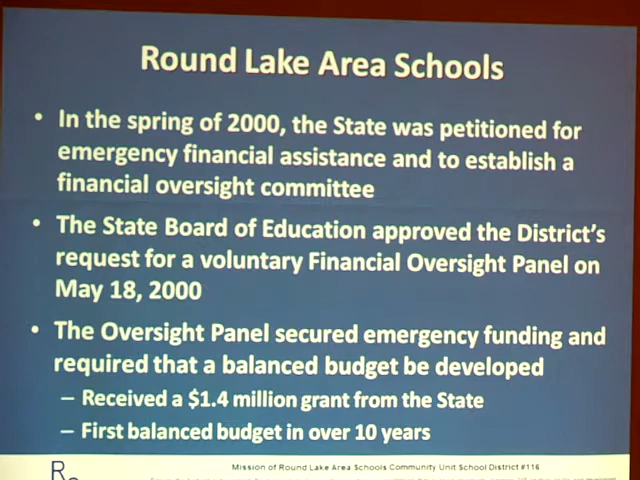 Round Lake Area Schools
• In the spring of 2000, the State was petitioned for
emergency financial assistance and to establish a
financial oversight committee
• The State Board of Education approved the District's
request for a voluntary Financial Oversight Panel on
May 18, 2000
• The Oversight Panel secured emergency funding and
required that a balanced budget be developed
– Received a $1.4 million grant from the State
– First balanced budget in over 10 years
R
Mission of Round Lake Area Schools Community Unit School District #116